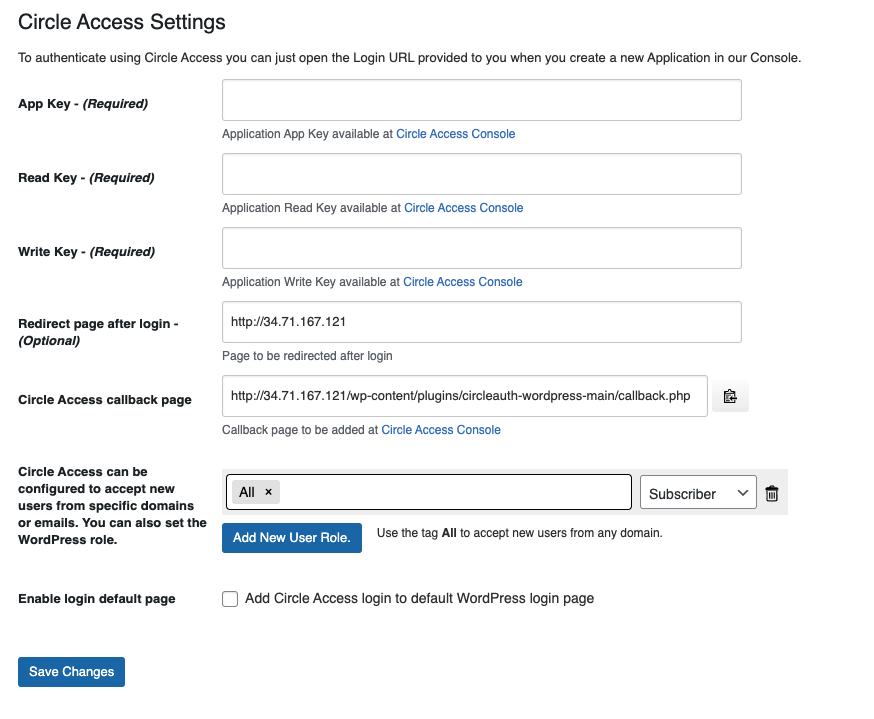 Circle Access Settings
To authenticate using Circle Access you can just open the Login URL provided to you when you create a new Application in our Console.
App Key - (Required)
Application App Key available at Circle Access Console
Read Key - (Required)
Application Read Key available at Circle Access Console
Write Key - (Required)
Application Write Key available at Circle Access Console
Redirect page after login -
(Optional)
http://34.71.167.121
Page to be redirected after login
Circle Access callback page
http://34.71.167.121/wp-content/plugins/circleauth-wordpress-main/callback.php
Callback page to be added at Circle Access Console
Circle Access can be
configured to accept new
users from specific domains
or emails. You can also set the
WordPress role.
All ×
Subscriber
Add New User Role.
Use the tag All to accept new users from any domain.
Enable login default page
Add Circle Access login to default WordPress login page
Save Changes